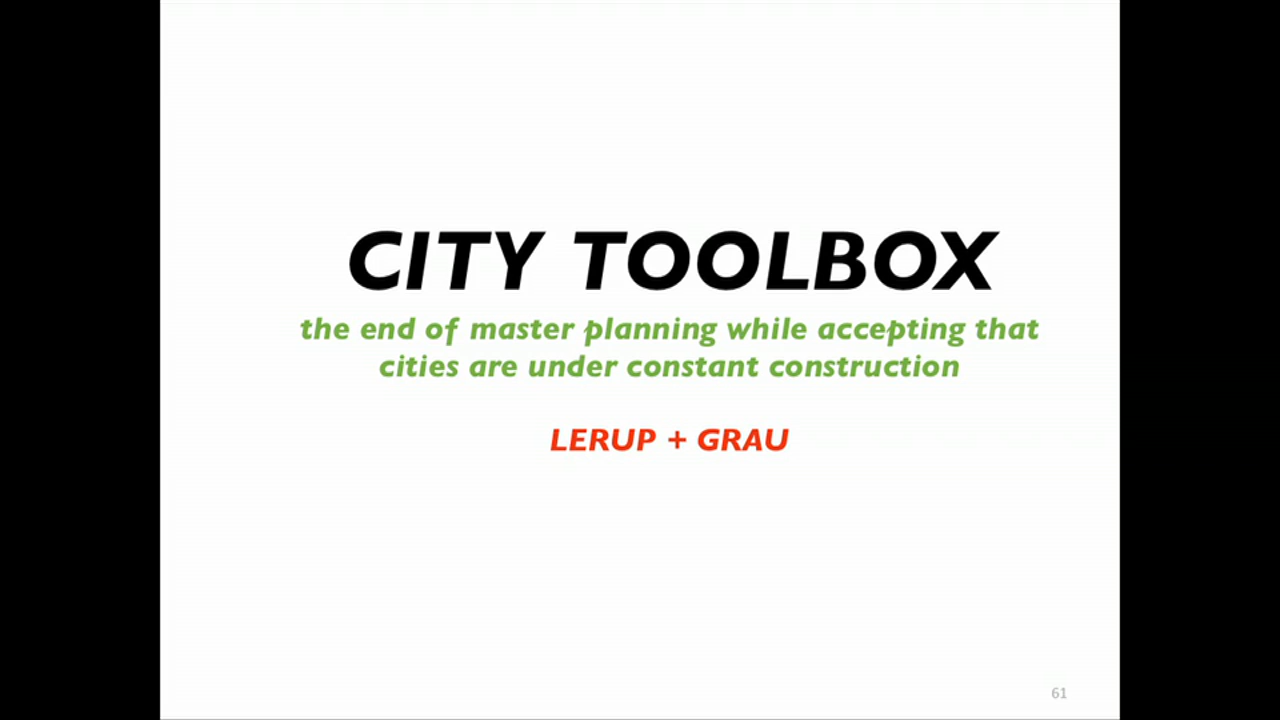 CITY TOOLBOX
the end of master planning while accepting that
cities are under constant construction
LERUP + GRAU
61